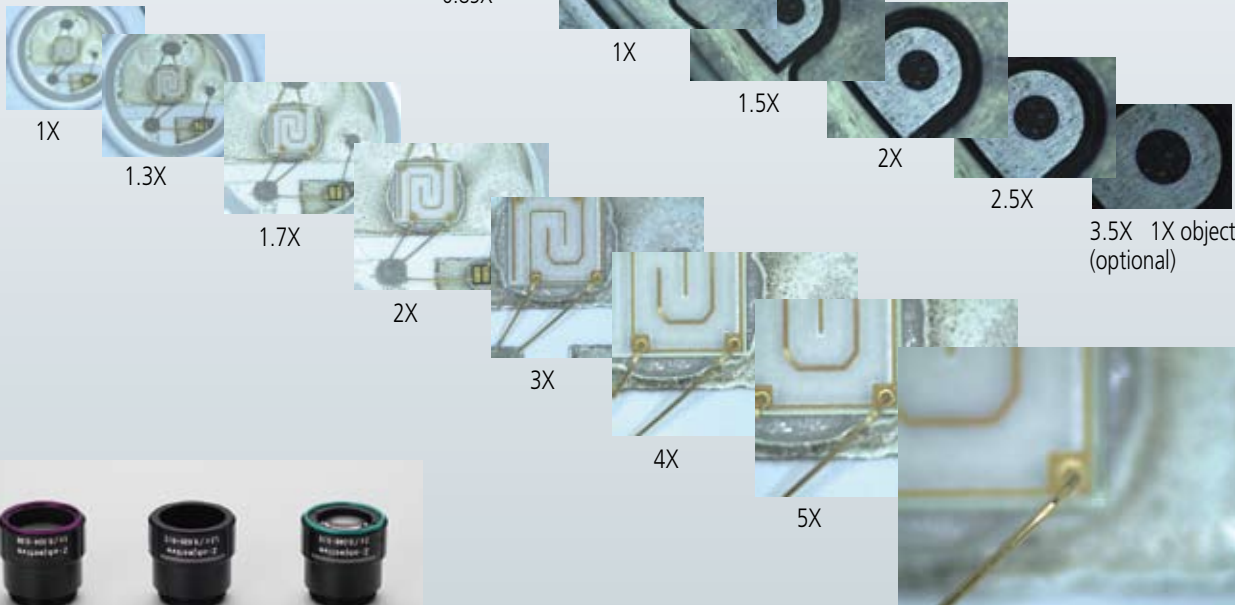 1X
1.3X
1.7X
2X
3X
4X
5X
1X
1.5X
2X
2.5X
3.5X 1X object
(optional)